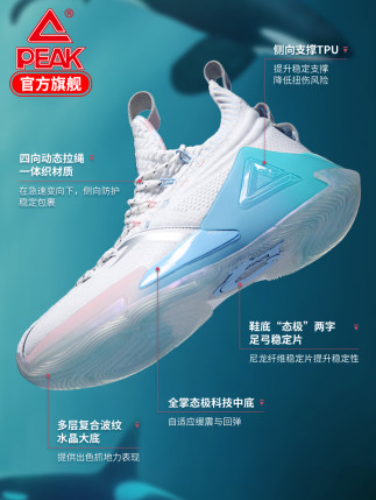 PEAK
官方旗舰
侧向支撑TPU
提升稳定支撑
降低扭伤风险
四向动态拉绳
一体织材质
在急速变向下，侧向防护
稳定包裹
鞋底“态极”两字
足弓稳定片
尼龙纤维稳定片提升稳定性
全掌态极科技中底
自适应缓震与回弹
多层复合波纹
水晶大底
提供出色抓地力表现